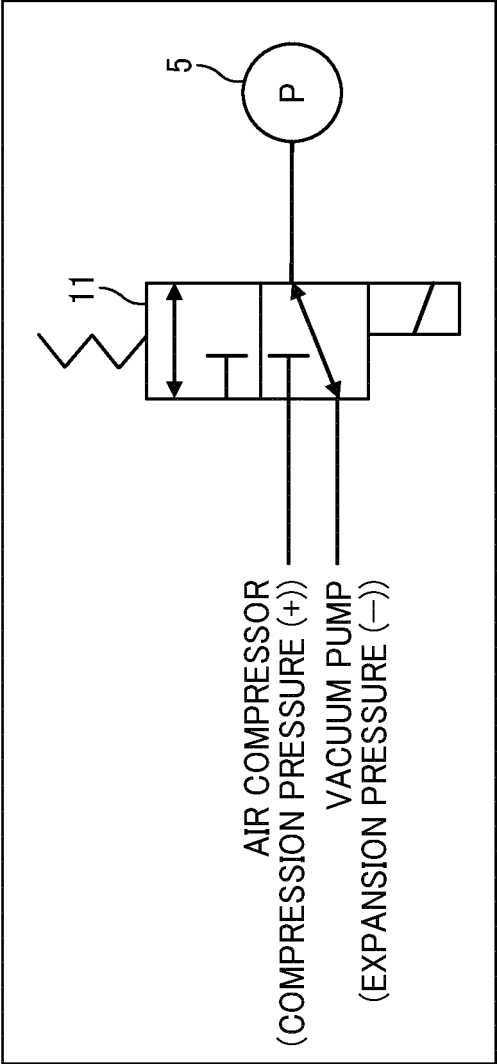 5
P
11
AIR COMPRESSOR
(COMPRESSION PRESSURE (+))
VACUUM PUMP
(EXPANSION PRESSURE (−))